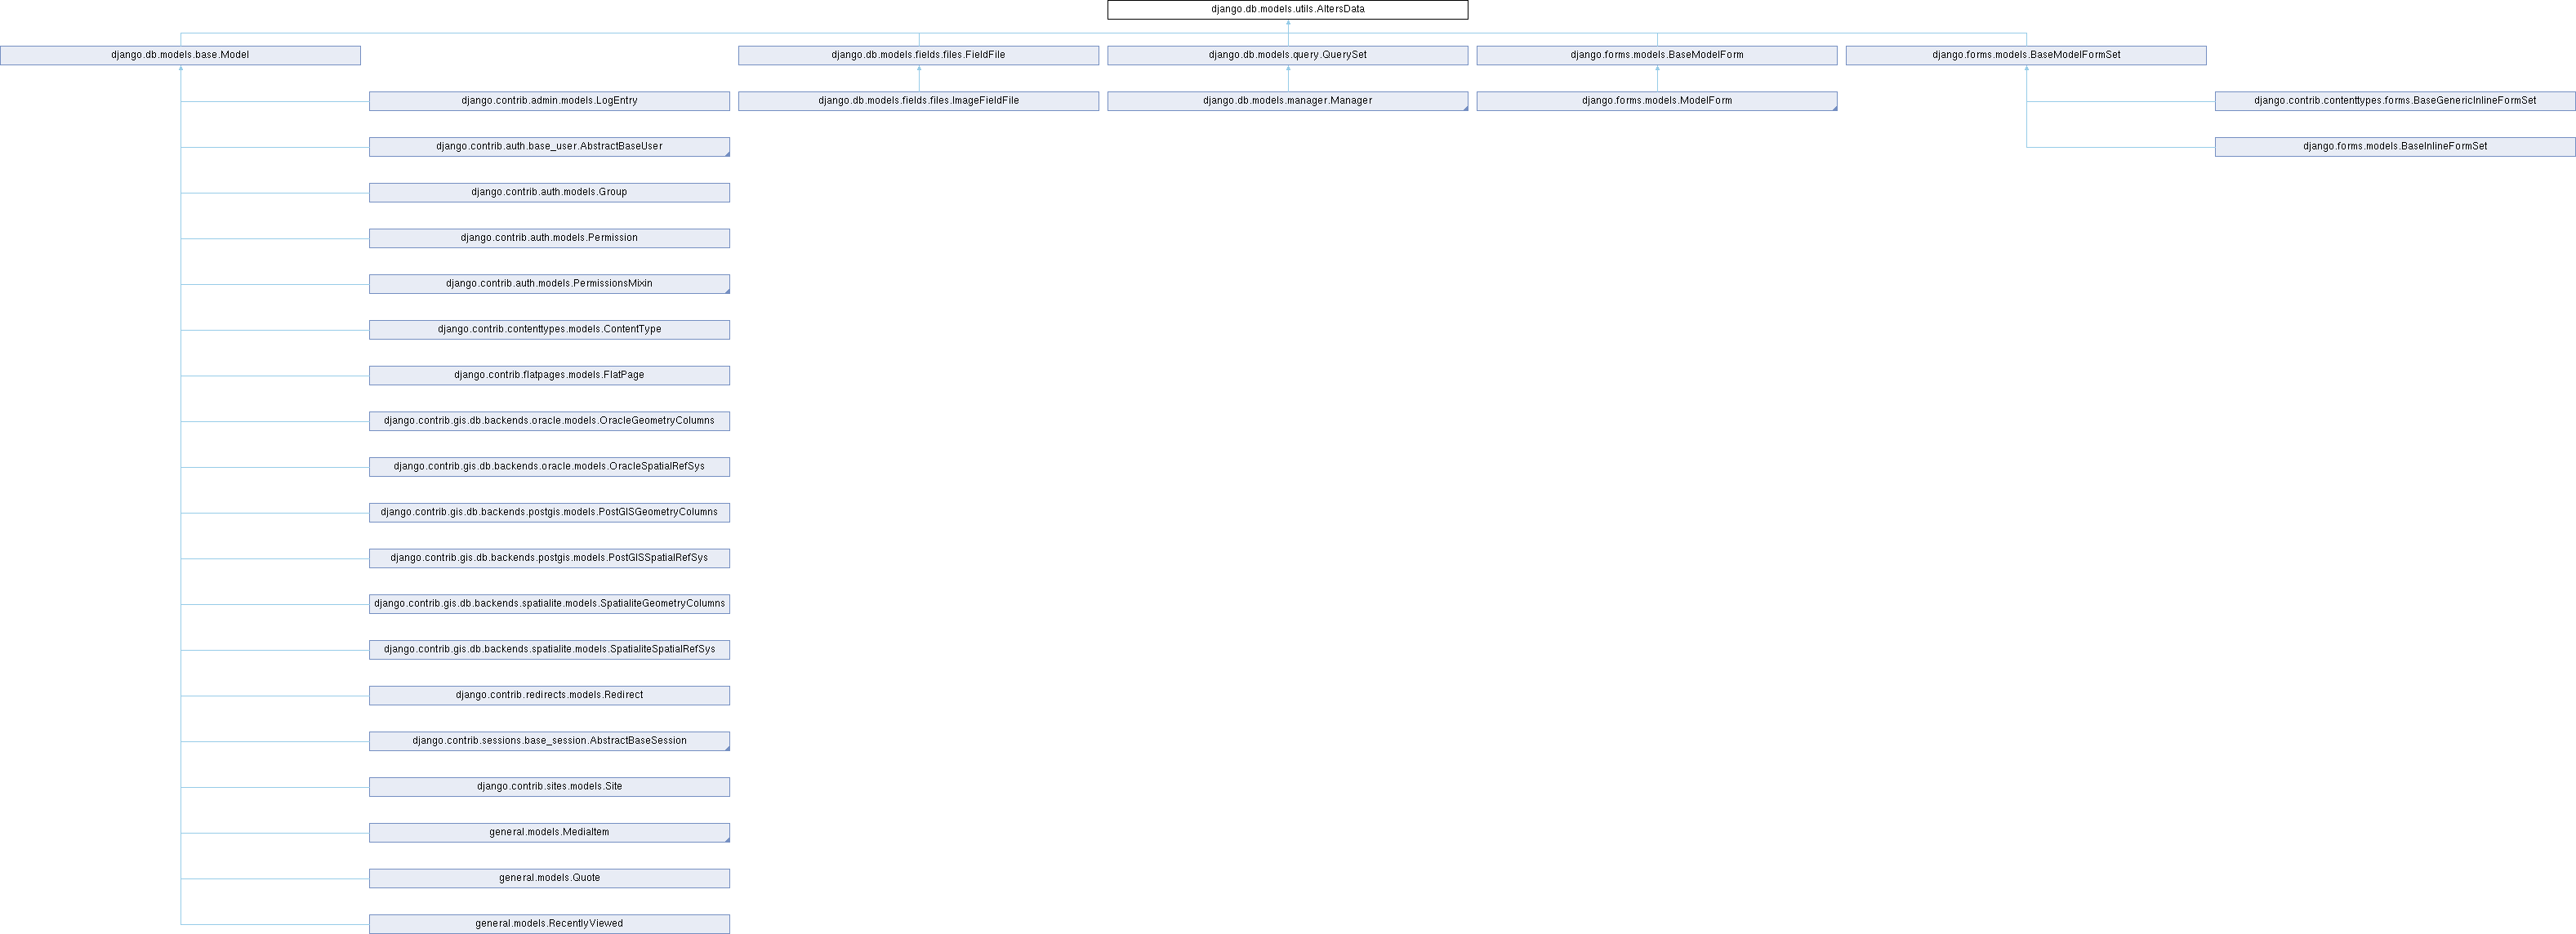 django.db.models.utils.AltersData
django.db.models.base.Model
django.db.models.fields.files.FieldFile
django.db.models.query.QuerySet
django.forms.models.BaseModelForm
django.forms.models.BaseModelFormSet
django.contrib.admin.models.LogEntry
django.db.models.fields.files.ImageFieldFile
django.db.models.manager.Manager
django.forms.models.ModelForm
django.contrib.contenttypes.forms.BaseGenericInlineFormSet
django.contrib.auth.base_user.AbstractBaseUser
django.forms.models.BaseInlineFormSet
django.contrib.auth.models.Group
django.contrib.auth.models.Permission
django.contrib.auth.models.PermissionsMixin
django.contrib.contenttypes.models.ContentType
django.contrib.flatpages.models.FlatPage
django.contrib.gis.db.backends.oracle.models.OracleGeometryColumns
django.contrib.gis.db.backends.oracle.models.OracleSpatialRefSys
django.contrib.gis.db.backends.postgis.models.PostGISGeometryColumns
django.contrib.gis.db.backends.postgis.models.PostGISSpatialRefSys
django.contrib.gis.db.backends.spatialite.models.SpatialiteGeometryColumns
django.contrib.gis.db.backends.spatialite.models.SpatialiteSpatialRefSys
django.contrib.redirects.models.Redirect
django.contrib.sessions.base_session.AbstractBaseSession
django.contrib.sites.models.Site
general.models.MediaItem
general.models.Quote
general.models.RecentlyViewed